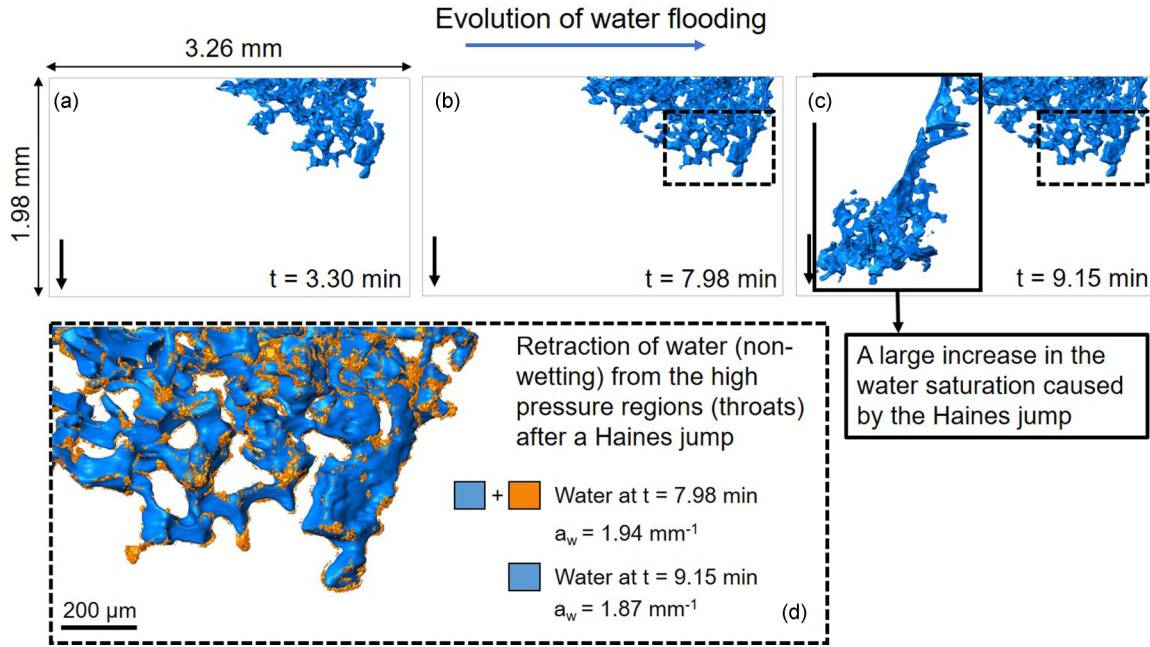 Evolution of water flooding
3.26 mm
1.98 mm
(a)
t = 3.30 min
(b)
t = 7.98 min
(c)
t = 9.15 min
Retraction of water (non-
wetting) from the high
pressure regions (throats)
after a Haines jump
+
Water at t = 7.98 min
a_w = 1.94 mm⁻¹
Water at t = 9.15 min
a_w = 1.87 mm⁻¹
(d)
200 µm
A large increase in the
water saturation caused
by the Haines jump